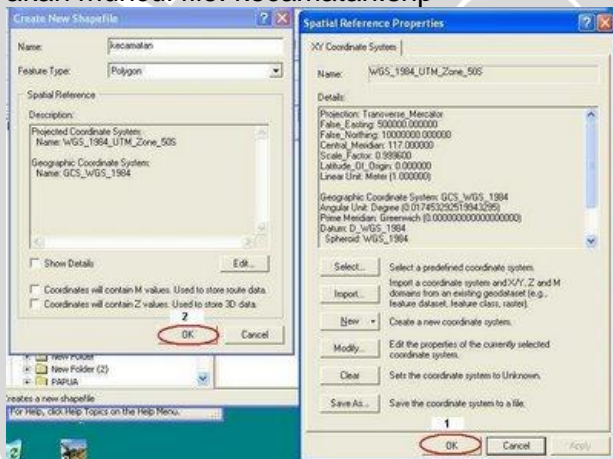 akan muncul file: kecamatan.shp
Create New Shapefile
Name:
kecamatan
Feature Type:
Polygon
Spatial Reference
Description:
Projected Coordinate System:
Name: WGS_1984_UTM_Zone_50S
Geographic Coordinate System:
Name: GCS_WGS_1984
Show Details
Edit...
Coordinates will contain M values. Used to store route data.
Coordinates will contain Z values. Used to store 3D data.
2
OK
Cancel
New Folder
New Folder (2)
PAPUA
Creates a new shapefile
For Help, click Help Topics on the Help Menu.
Spatial Reference Properties
XY Coordinate System
Name:
WGS_1984_UTM_Zone_50S
Details:
Projection: Transverse_Mercator
False_Easting: 500000.000000
False_Northing: 10000000.000000
Central_Meridian: 117.000000
Scale_Factor: 0.999600
Latitude_Of_Origin: 0.000000
Linear Unit: Meter (1.000000)
Geographic Coordinate System: GCS_WGS_1984
Angular Unit: Degree (0.017453292519943295)
Prime Meridian: Greenwich (0.000000000000000000)
Datum: D_WGS_1984
Spheroid: WGS_1984
Select...
Select a predefined coordinate system.
Import...
Import a coordinate system and X/Y, Z and M
domains from an existing geodataset (e.g.,
feature dataset, feature class, raster).
New
Create a new coordinate system.
Modify...
Edit the properties of the currently selected
coordinate system.
Clear
Sets the coordinate system to Unknown.
Save As...
Save the coordinate system to a file.
1
OK
Cancel
Apply